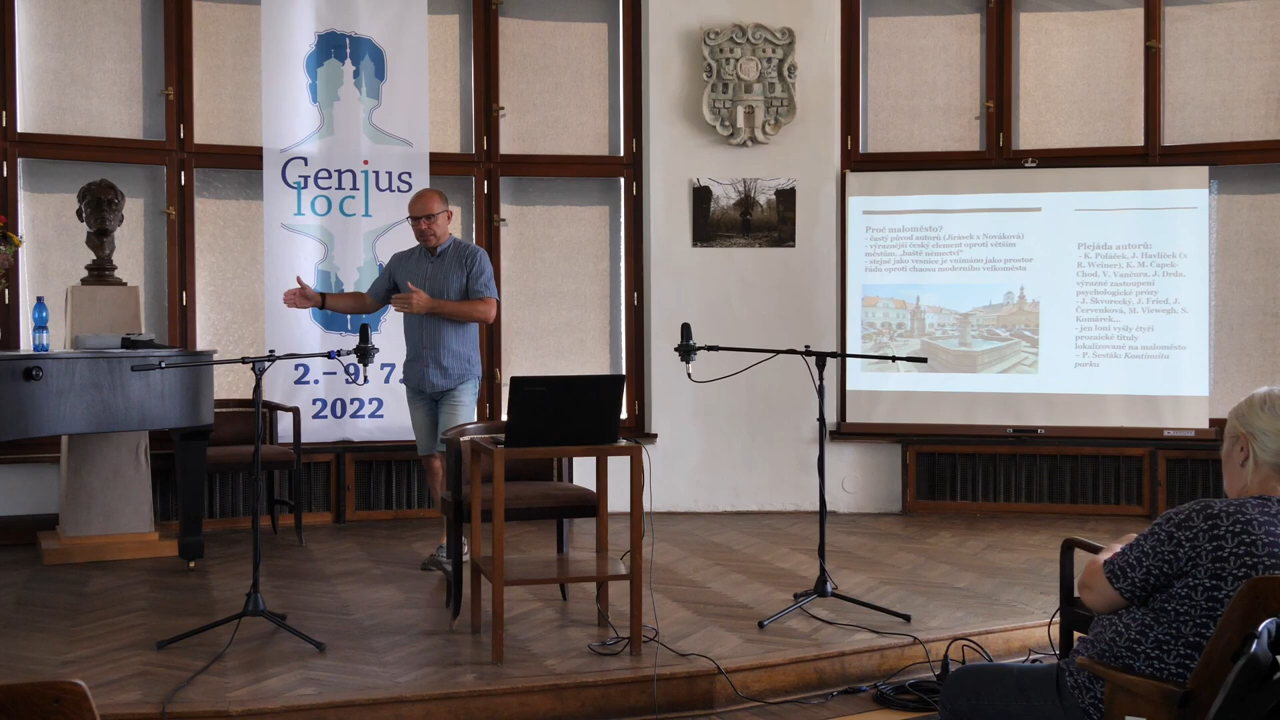 Genius
loci
2.–9. 7.
2022
Proč maloměsto?
- častý původ autorů (Jirásek x Nováková)
- výraznější český element oproti větším
městům, „baště němectví"
- stejně jako vesnice je vnímáno jako prostor
řádu oproti chaosu moderního velkoměsta
Plejáda autorů:
- K. Poláček, J. Havlíček (x
R. Weiner), K. M. Čapek-
Chod, V. Vančura, J. Drda,
výrazné zastoupení
psychologické prózy
- J. Škvorecký, J. Fried, J.
Červenková, M. Viewegh, S.
Komárek...
- jen loni vyšly čtyři
prozaické tituly
lokalizované na maloměsto
– P. Šesták: Kontinuita
parku